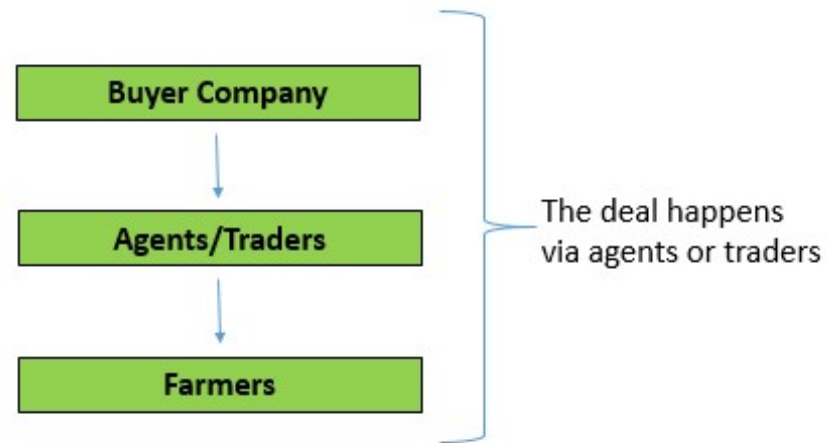 Buyer Company
Agents/Traders
The deal happens
via agents or traders
Farmers